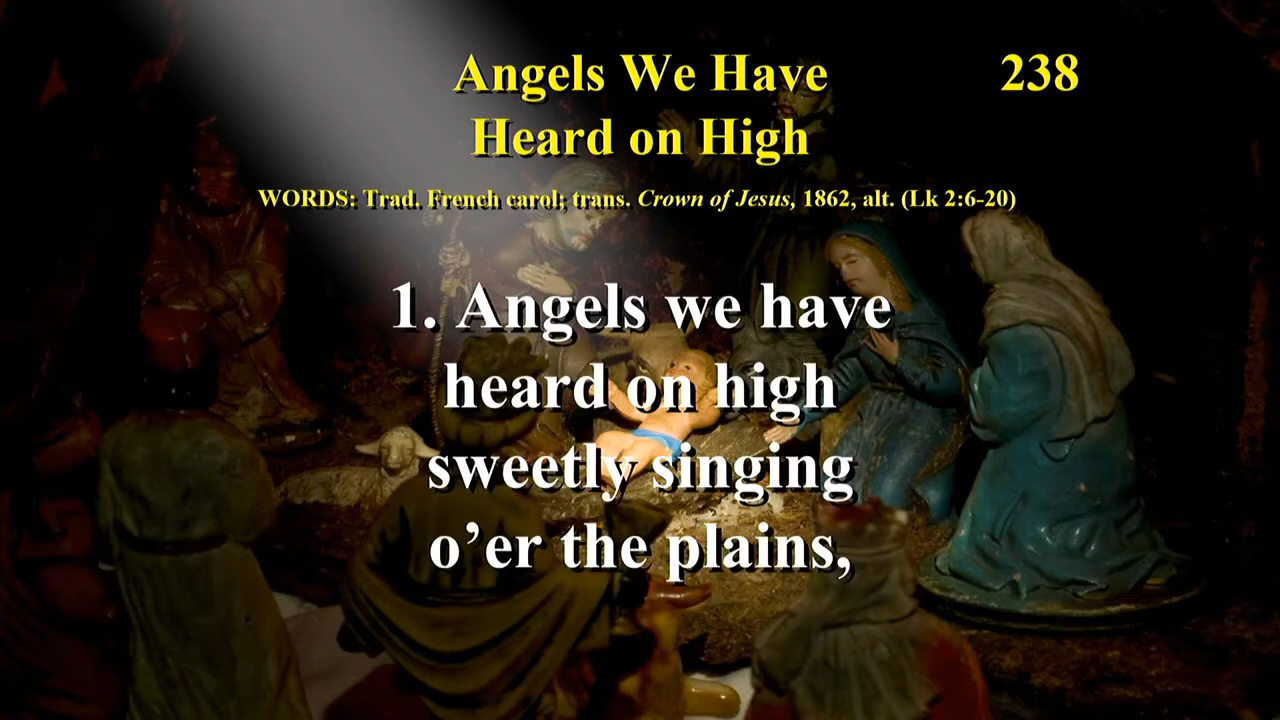 Angels We Have 238
Heard on High
WORDS: Trad. French carol; trans. Crown of Jesus, 1862, alt. (Lk 2:6-20)
1. Angels we have
heard on high
sweetly singing
o’er the plains,